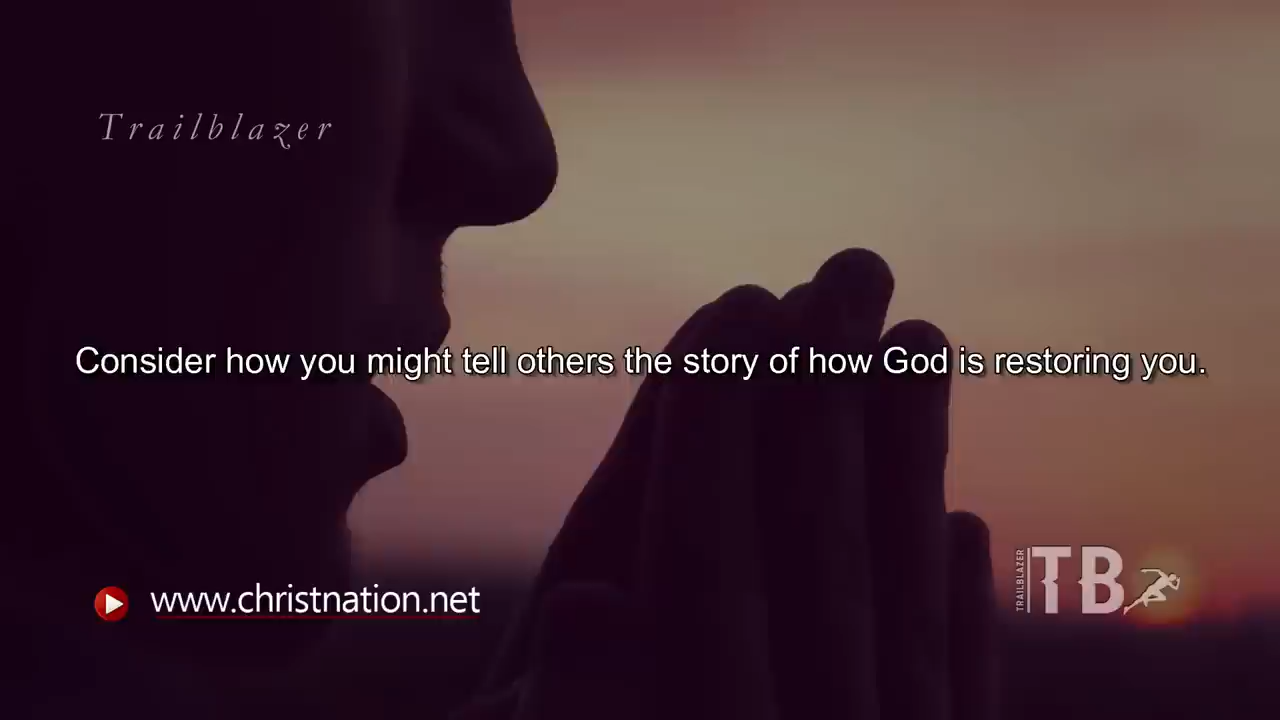 Trailblazer
Consider how you might tell others the story of how God is restoring you.
www.christnation.net
TRAILBLAZER
TB